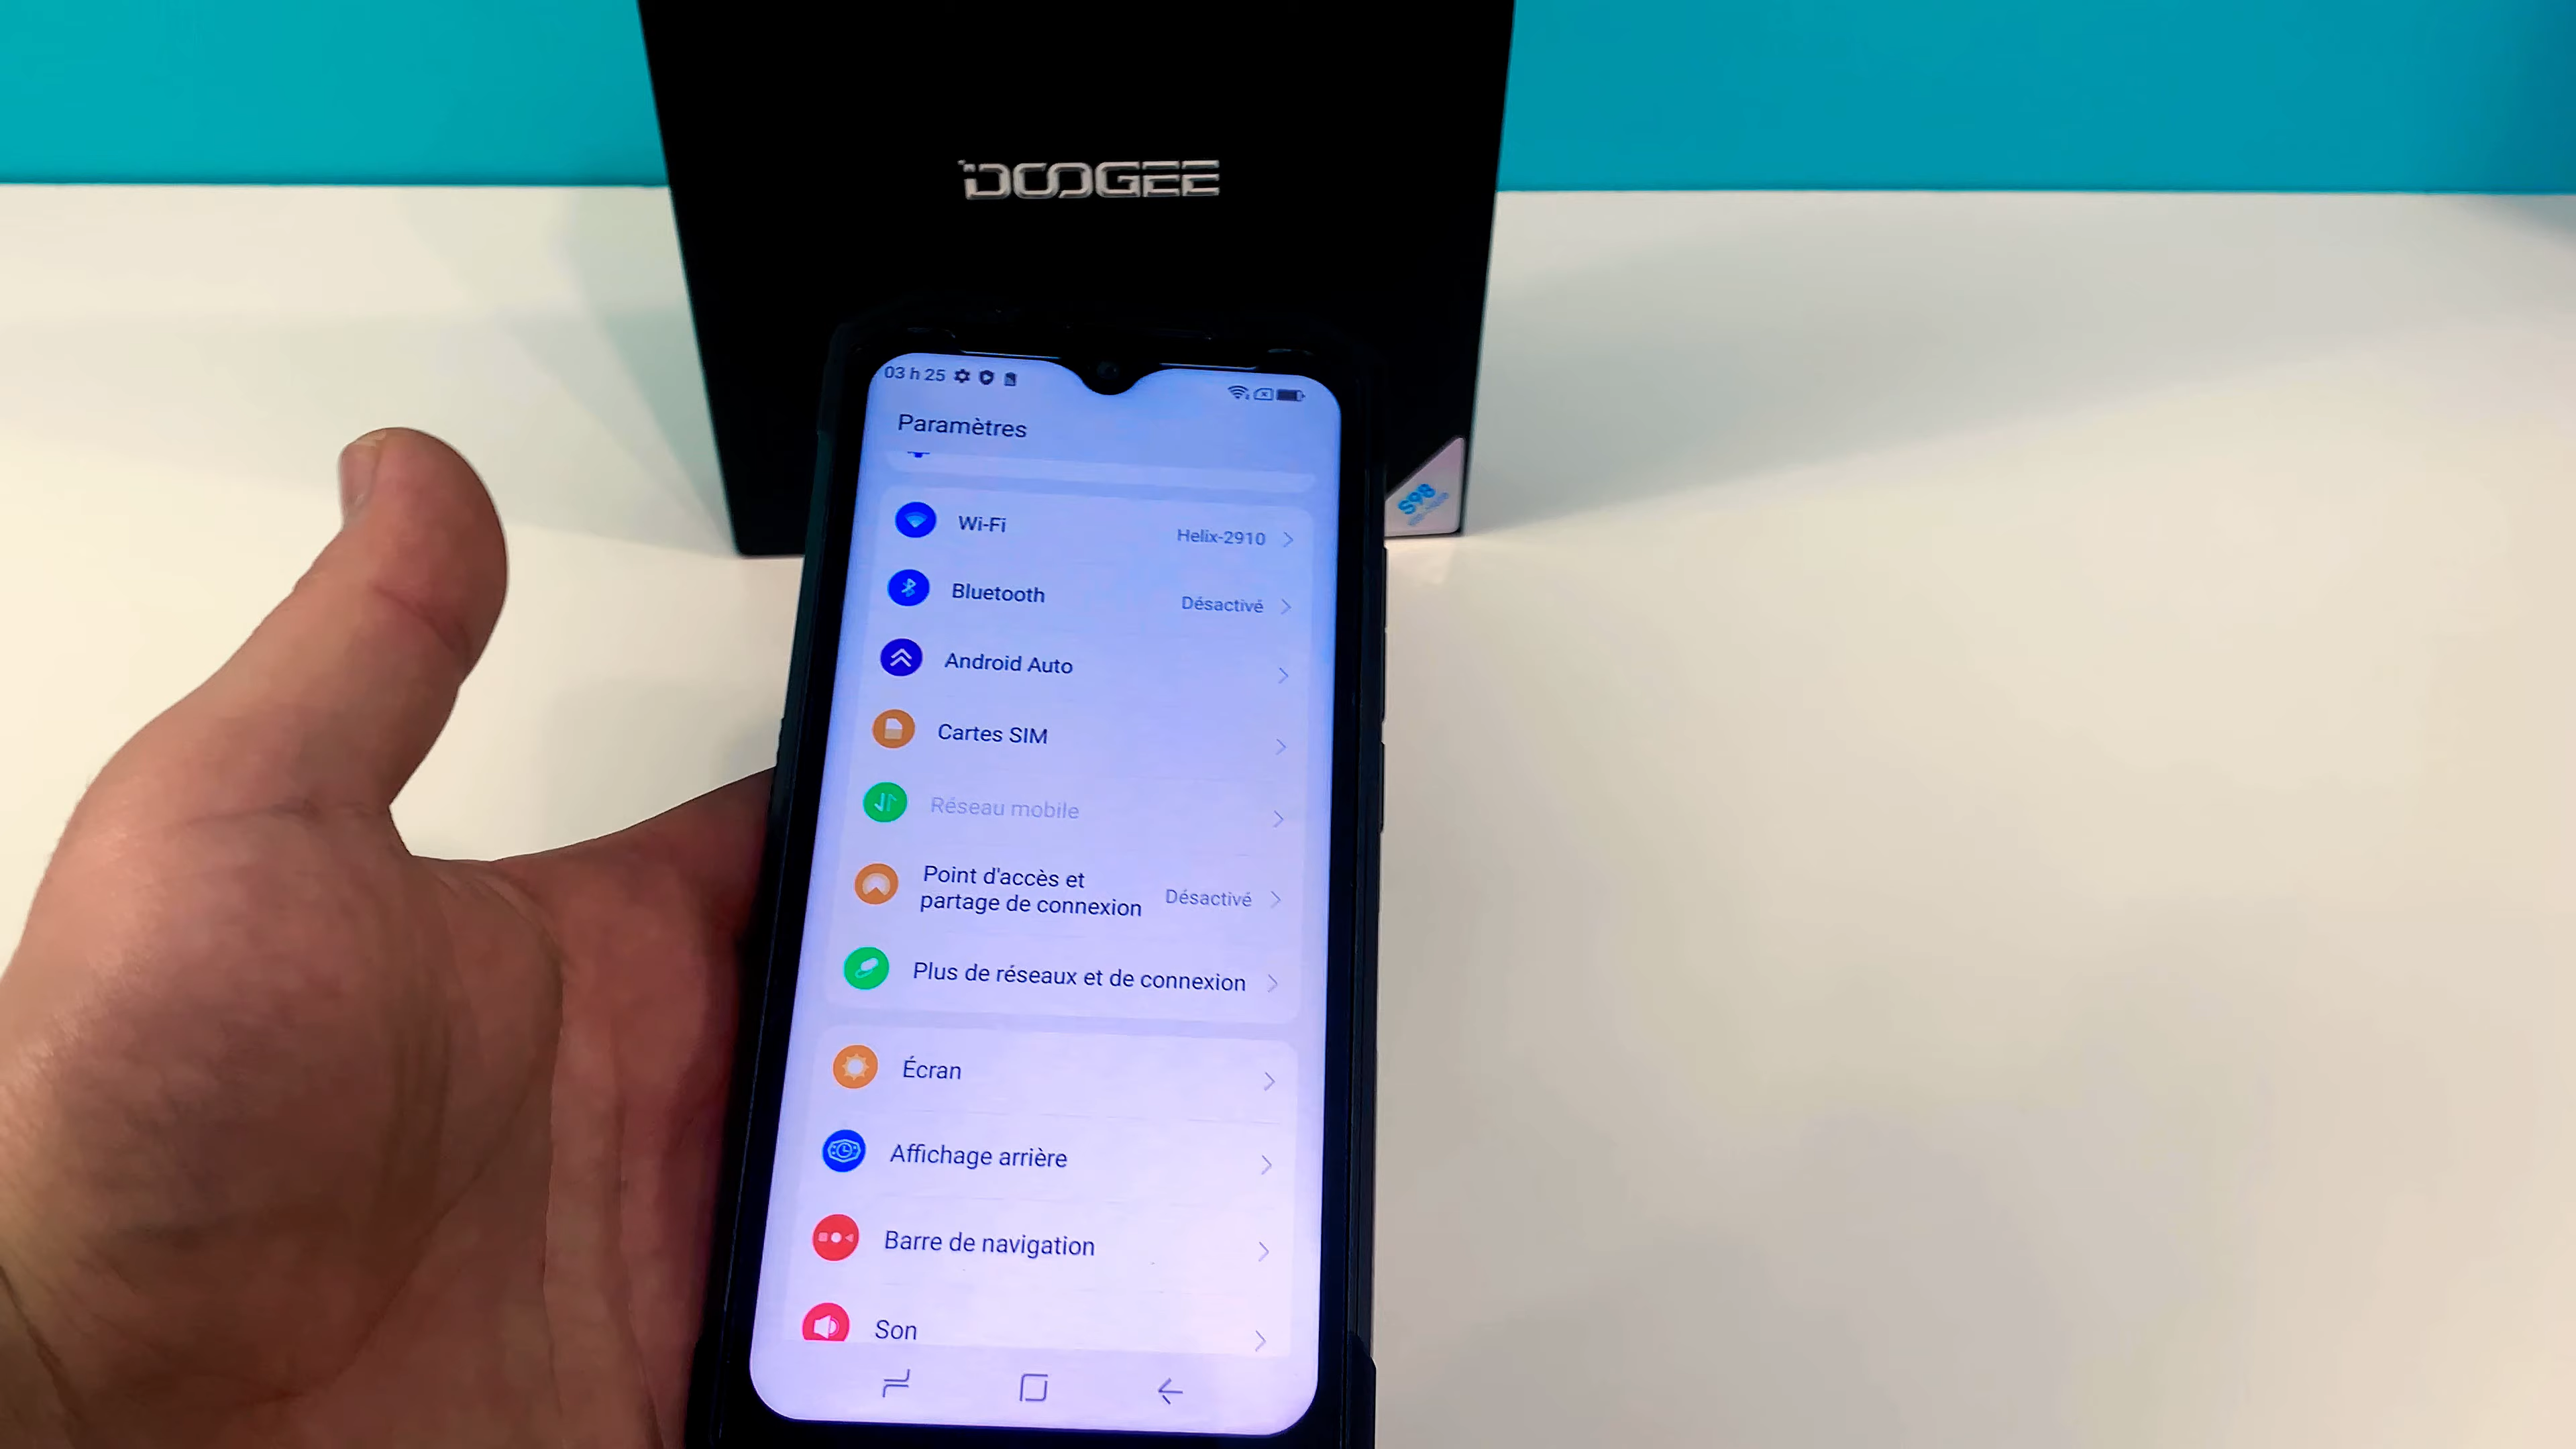 DOOGEE
S98
03 h 25
Paramètres
Wi-Fi
Helix-2910
Bluetooth
Désactivé
Android Auto
Cartes SIM
Réseau mobile
Point d'accès et
partage de connexion
Désactivé
Plus de réseaux et de connexion
Écran
Affichage arrière
Barre de navigation
Son